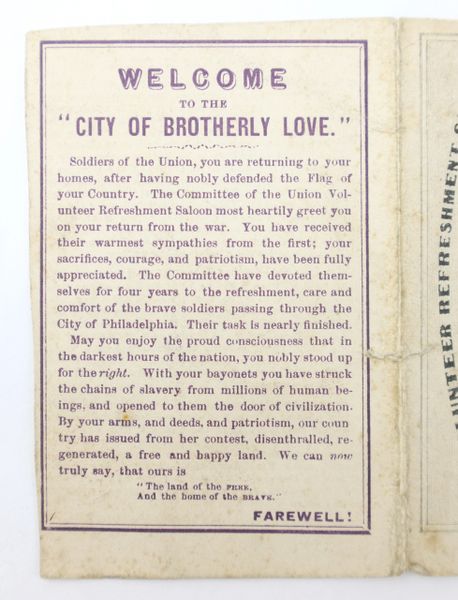 WELCOME
TO THE
"CITY OF BROTHERLY LOVE."
Soldiers of the Union, you are returning to your
homes, after having nobly defended the Flag of
your Country. The Committee of the Union Vol-
unteer Refreshment Saloon most heartily greet you
on your return from the war. You have received
their warmest sympathies from the first; your
sacrifices, courage, and patriotism, have been fully
appreciated. The Committee have devoted them-
selves for four years to the refreshment, care and
comfort of the brave soldiers passing through the
City of Philadelphia. Their task is nearly finished.
May you enjoy the proud consciousness that in
the darkest hours of the nation, you nobly stood up
for the right. With your bayonets you have struck
the chains of slavery from millions of human be-
ings, and opened to them the door of civilization.
By your arms, and deeds, and patriotism, our coun
try has issued from her contest, disenthralled, re-
generated, a free and happy land. We can now
truly say, that ours is
"The land of the FREE,
And the home of the BRAVE."
FAREWELL!
UNTEER REFRESHMENT S